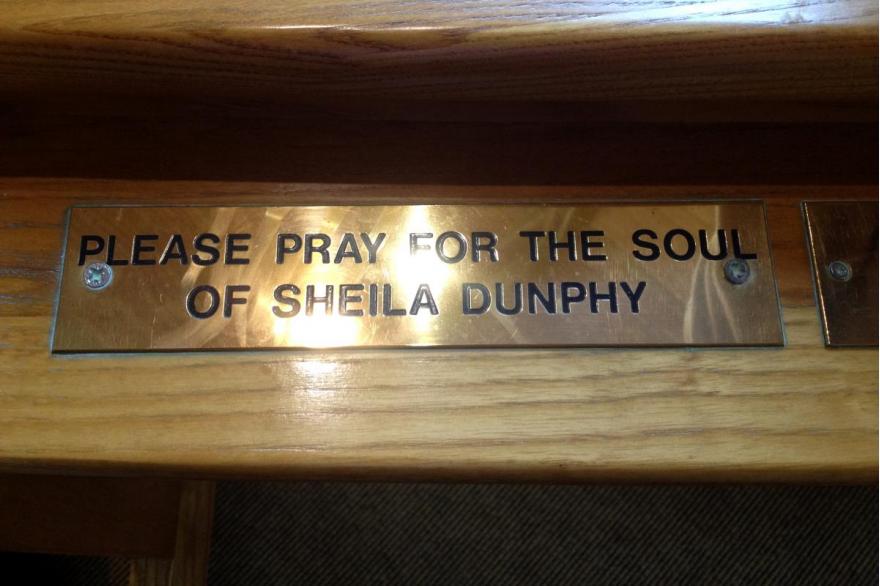 PLEASE PRAY FOR THE SOUL
OF SHEILA DUNPHY